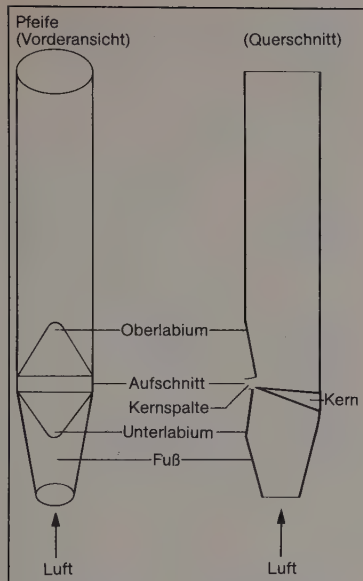 Pfeife
(Vorderansicht)
(Querschnitt)
Oberlabium
Aufschnitt
Kernspalte
Kern
Unterlabium
Fuß
Luft
Luft